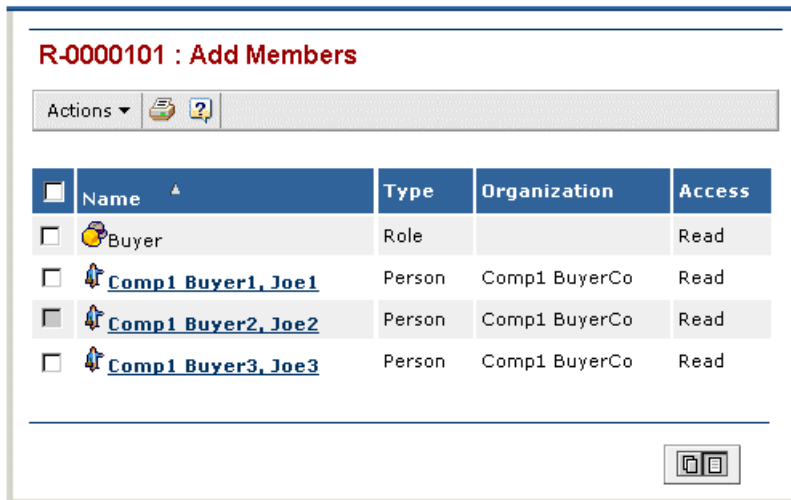 R-0000101 : Add Members
Actions
Name Type Organization Access
Buyer Role Read
Comp1 Buyer1, Joe1 Person Comp1 BuyerCo Read
Comp1 Buyer2, Joe2 Person Comp1 BuyerCo Read
Comp1 Buyer3, Joe3 Person Comp1 BuyerCo Read